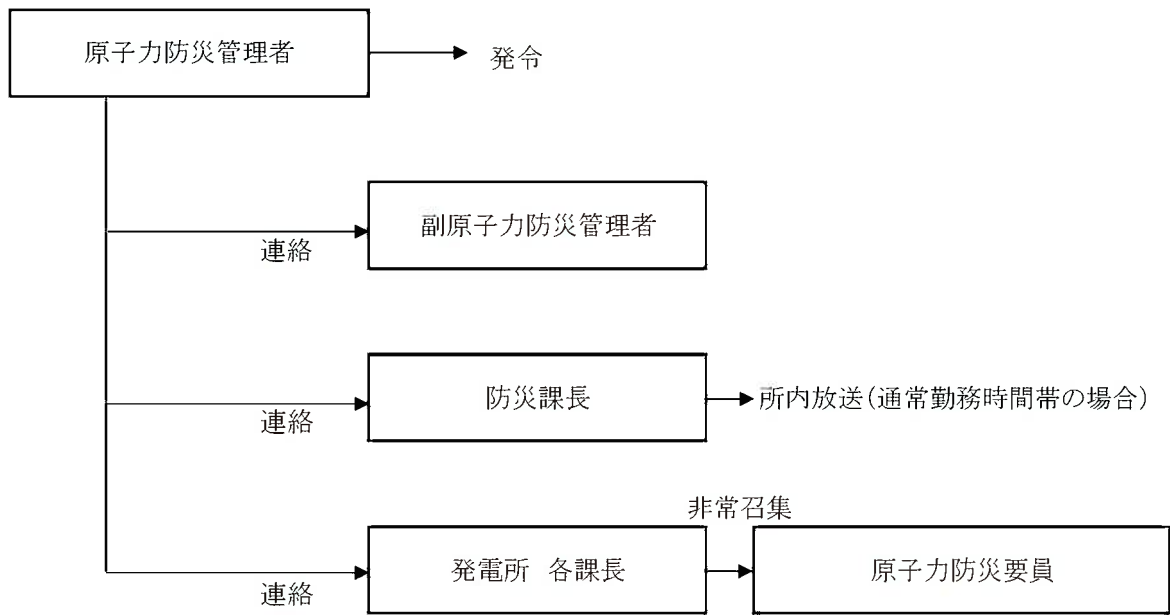 原子力防災管理者
発令
副原子力防災管理者
連絡
防災課長
所内放送(通常勤務時間帯の場合)
連絡
非常召集
発電所 各課長
原子力防災要員
連絡